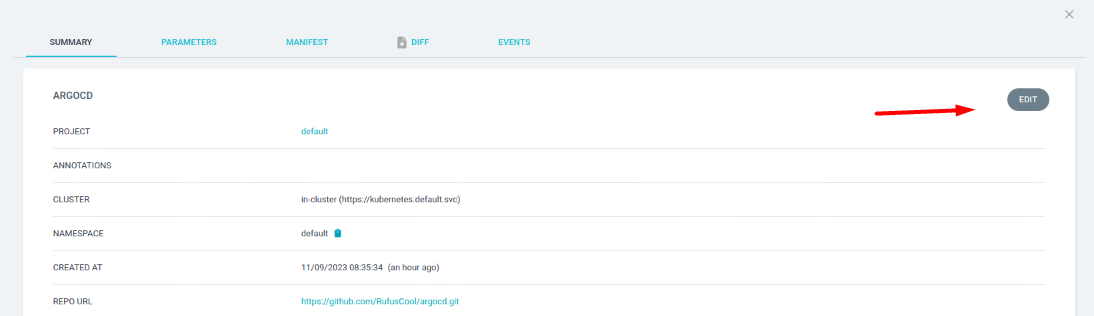 SUMMARY PARAMETERS MANIFEST DIFF EVENTS
ARGOCD EDIT
PROJECT default
ANNOTATIONS
CLUSTER in-cluster (https://kubernetes.default.svc)
NAMESPACE default
CREATED AT 11/09/2023 08:35:34 (an hour ago)
REPO URL https://github.com/RufusCool/argocd.git